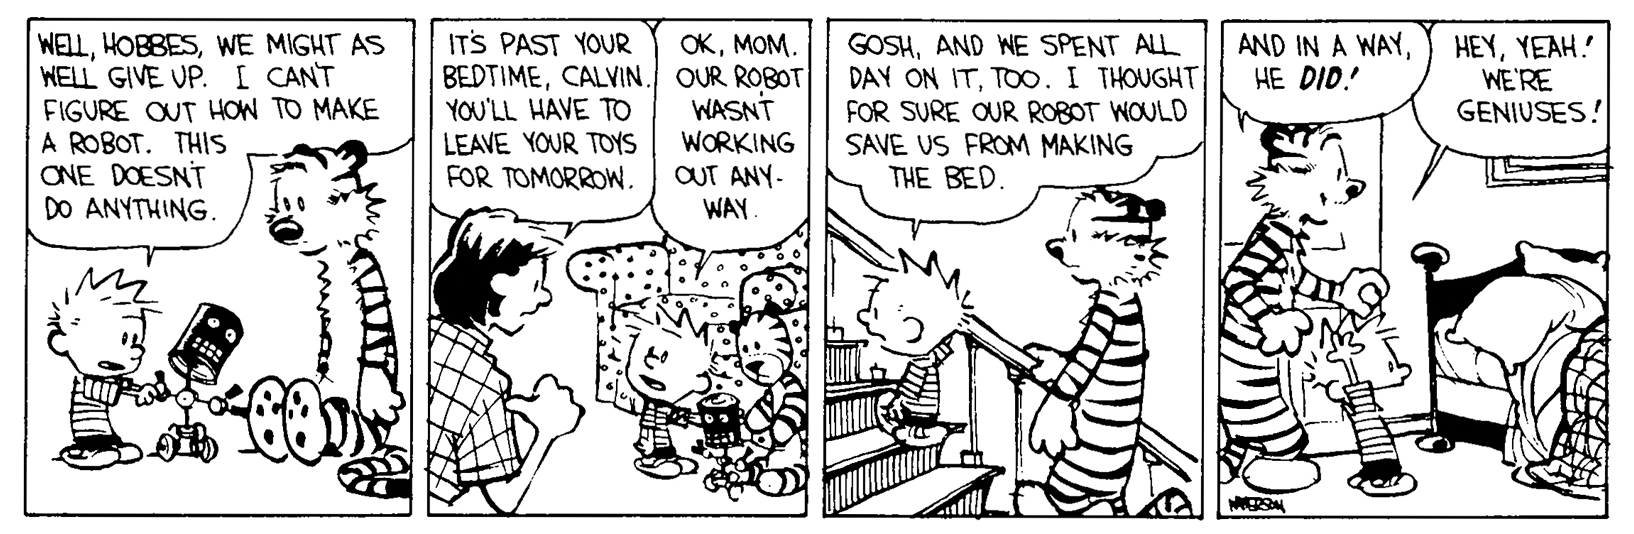 WELL, HOBBES, WE MIGHT AS
WELL GIVE UP. I CAN'T
FIGURE OUT HOW TO MAKE
A ROBOT. THIS
ONE DOESN'T
DO ANYTHING.
IT'S PAST YOUR
BEDTIME, CALVIN.
YOU'LL HAVE TO
LEAVE YOUR TOYS
FOR TOMORROW.
OK, MOM.
OUR ROBOT
WASN'T
WORKING
OUT ANY-
WAY.
GOSH, AND WE SPENT ALL
DAY ON IT, TOO. I THOUGHT
FOR SURE OUR ROBOT WOULD
SAVE US FROM MAKING
THE BED.
AND IN A WAY,
HE DID!
HEY, YEAH!
WE'RE
GENIUSES!
WATTERSON